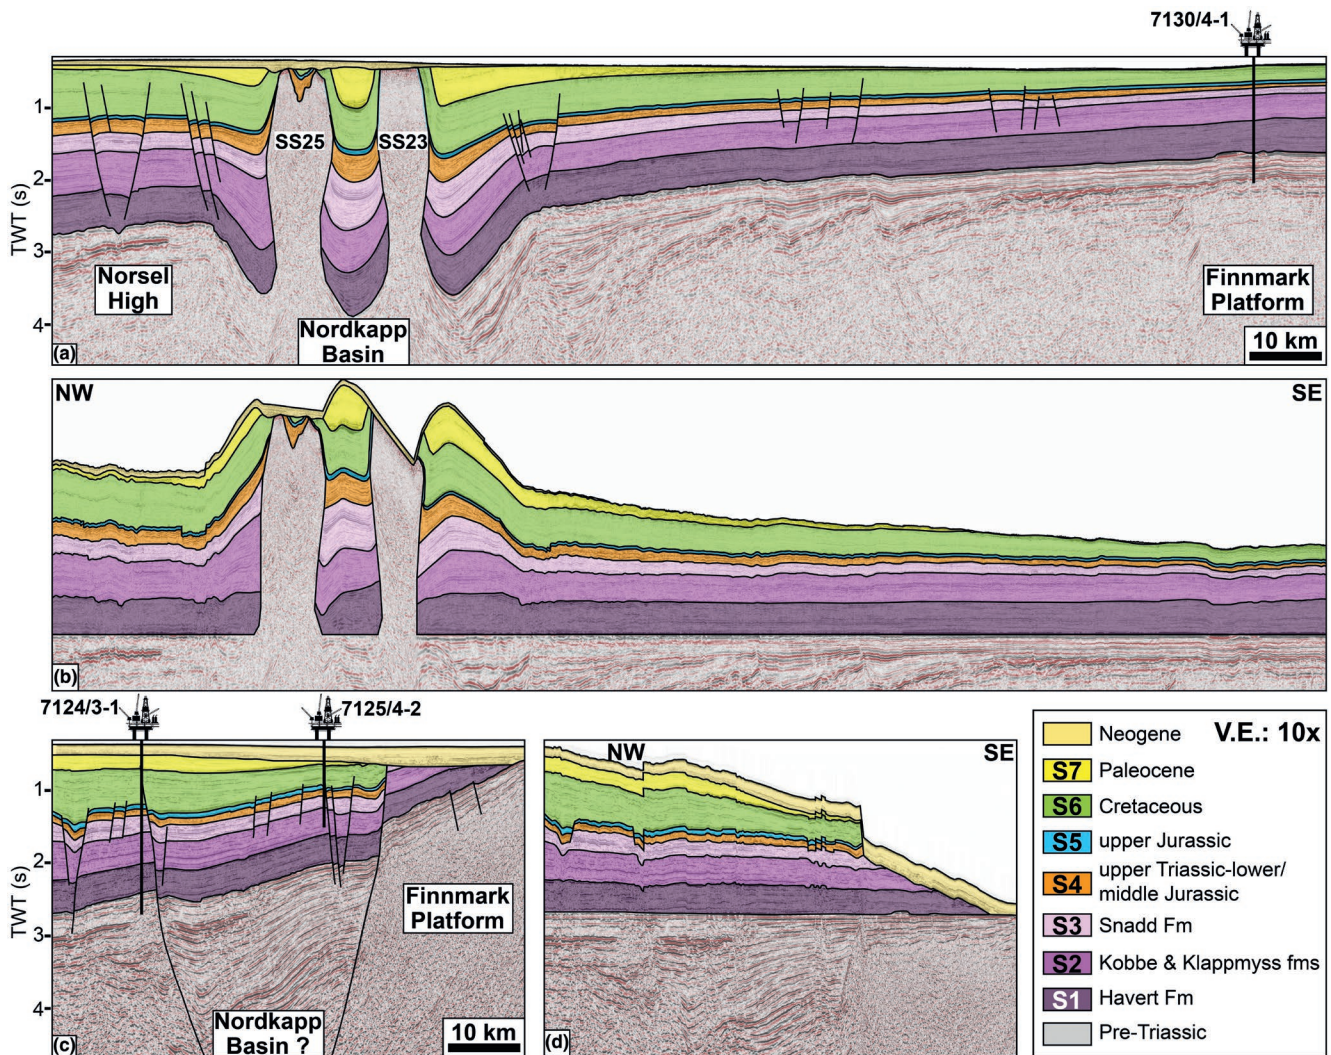 7130/4-1
1
2
3
4
TWT (s)
SS25
SS23
Norsel
High
Nordkapp
Basin
Finnmark
Platform
10 km
(a)
NW
SE
(b)
7124/3-1
7125/4-2
1
2
3
4
TWT (s)
Finnmark
Platform
Nordkapp
Basin ?
10 km
(c)
NW
SE
(d)
Neogene
V.E.: 10x
S7 Paleocene
S6 Cretaceous
S5 upper Jurassic
S4 upper Triassic-lower/
middle Jurassic
S3 Snadd Fm
S2 Kobbe & Klappmyss fms
S1 Havert Fm
Pre-Triassic